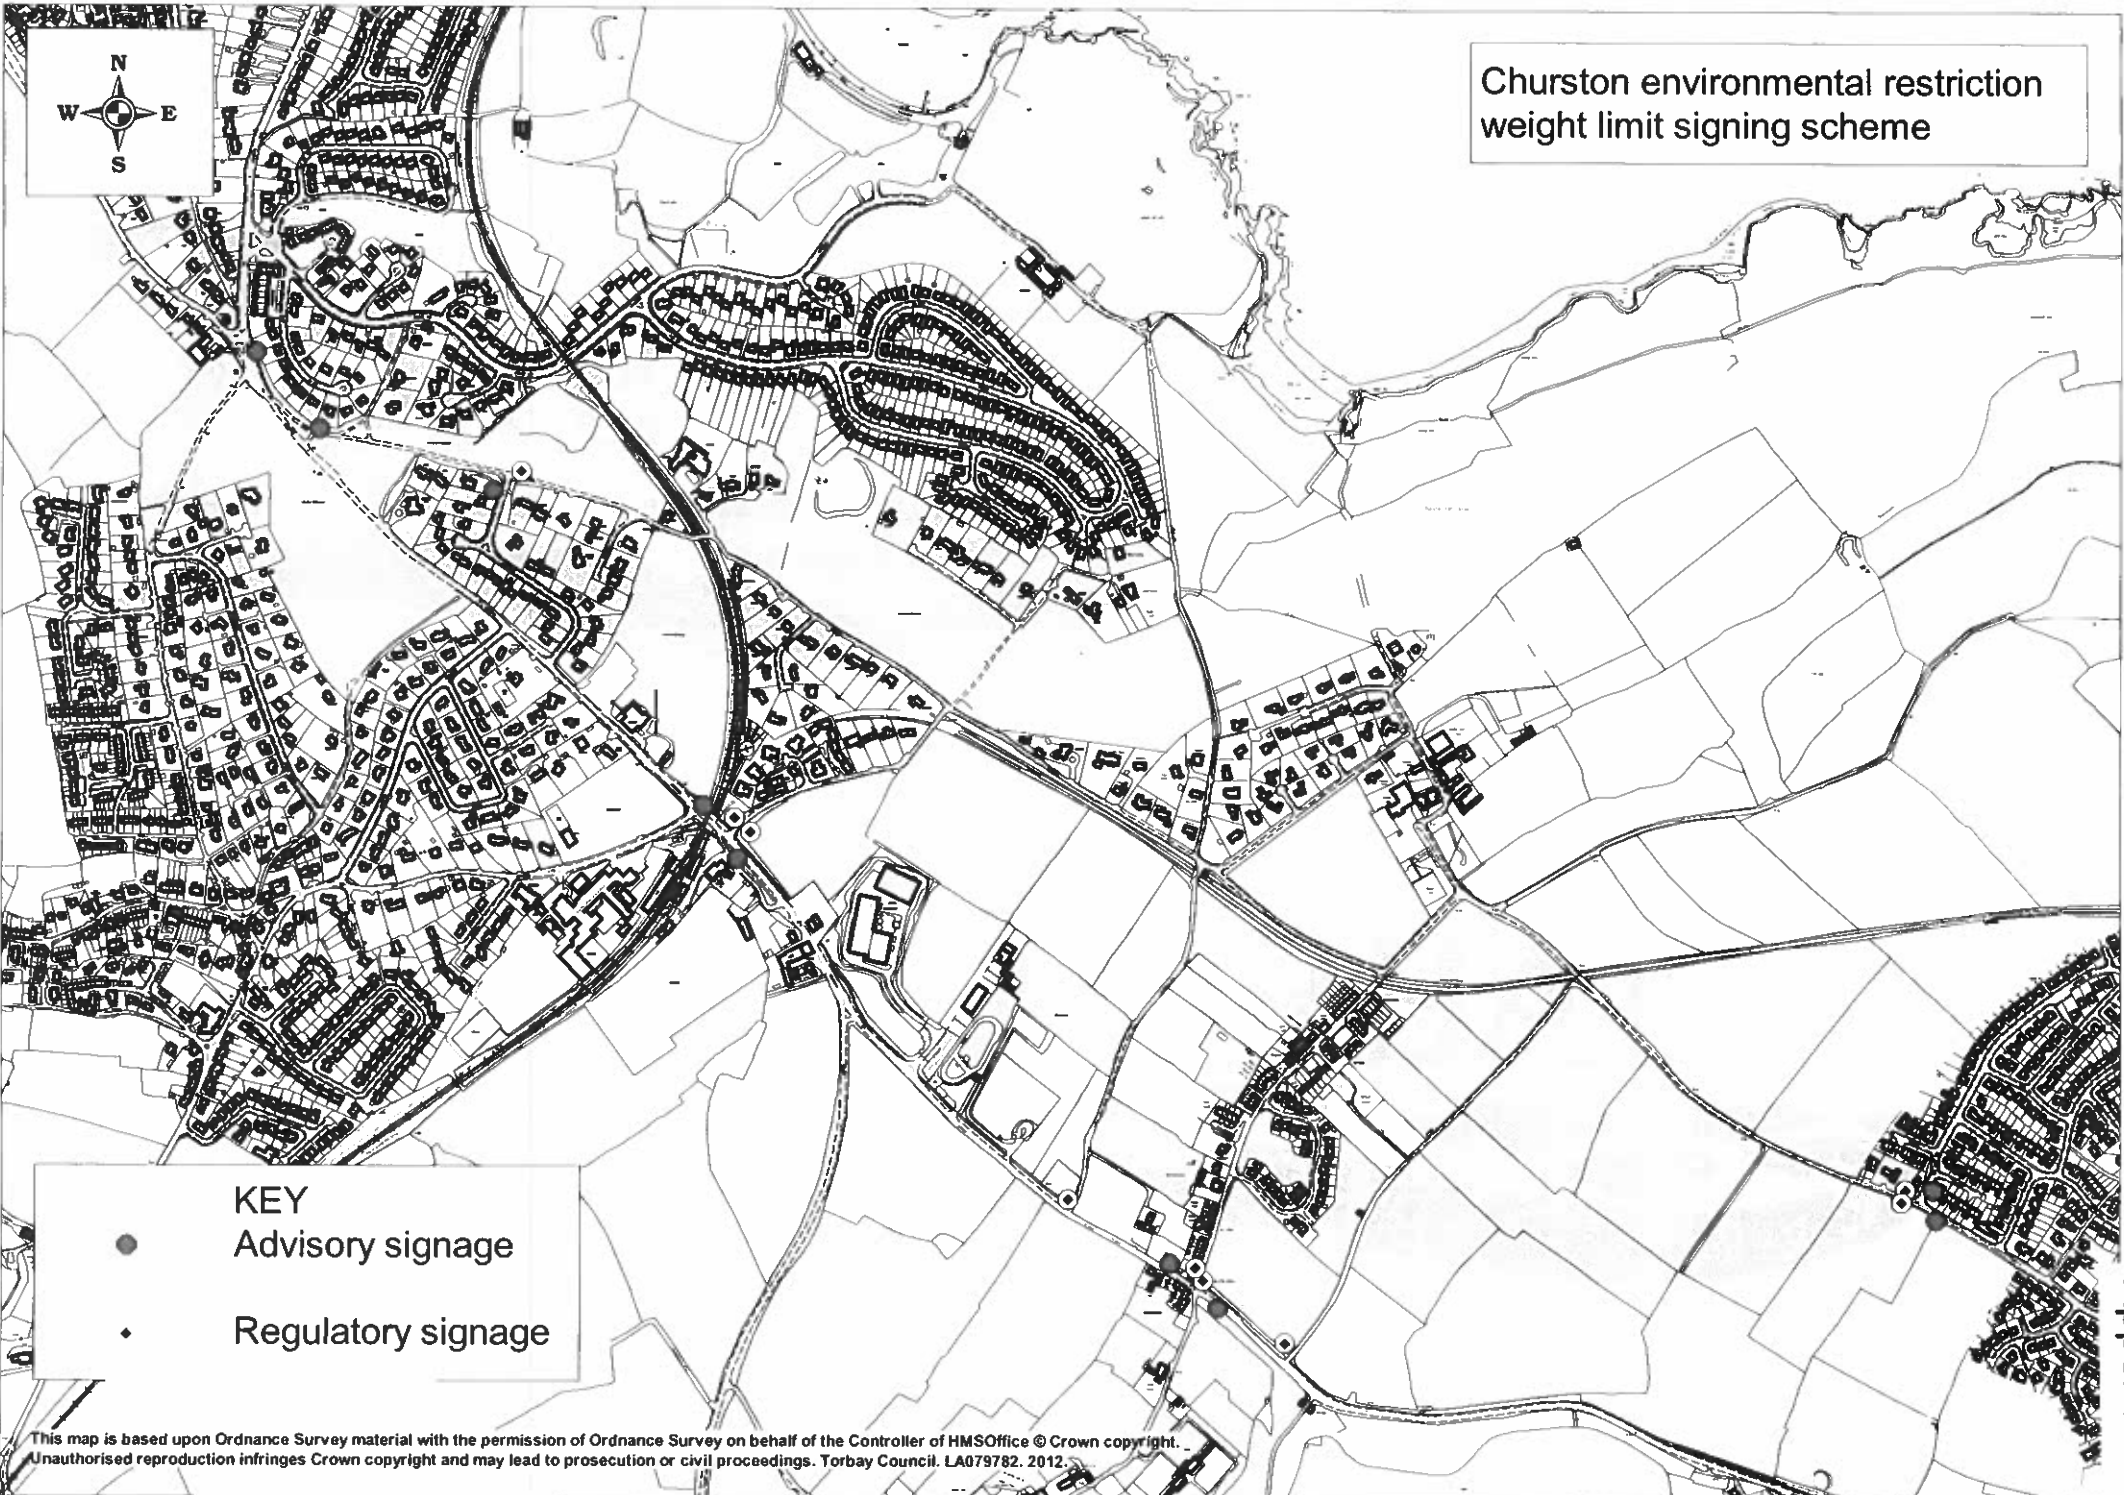 N
W E
S
Churston environmental restriction
weight limit signing scheme
KEY
Advisory signage
Regulatory signage
This map is based upon Ordnance Survey material with the permission of Ordnance Survey on behalf of the Controller of HMSOffice © Crown copyright.
Unauthorised reproduction infringes Crown copyright and may lead to prosecution or civil proceedings. Torbay Council. LA079782. 2012.